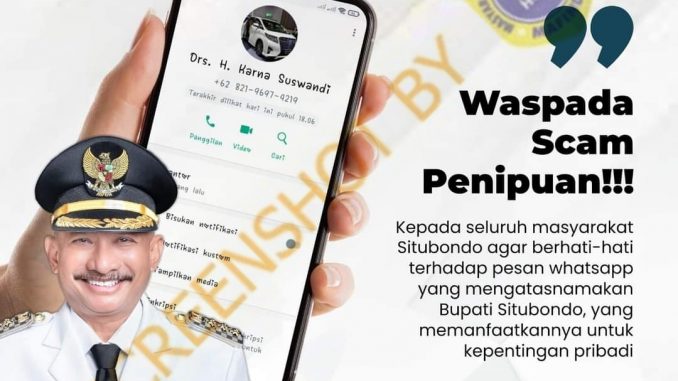 Drs. H. Karna Suswandi
+62 821-9697-9219
Terakhir dilihat hari ini pukul 18.06
Panggilan Video Cari
lalu
Bisukan notifikasi
Notifikasi kustom
Tampilkan media
SCREENSHOT BY
Waspada
Scam
Penipuan!!!
Kepada seluruh masyarakat
Situbondo agar berhati-hati
terhadap pesan whatsapp
yang mengatasnamakan
Bupati Situbondo, yang
memanfaatkannya untuk
kepentingan pribadi